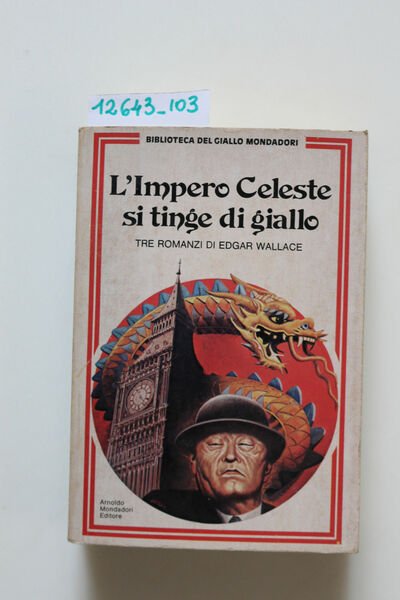 12643_103
BIBLIOTECA DEL GIALLO MONDADORI
L'Impero Celeste
si tinge di giallo
TRE ROMANZI DI EDGAR WALLACE
Arnoldo
Mondadori
Editore